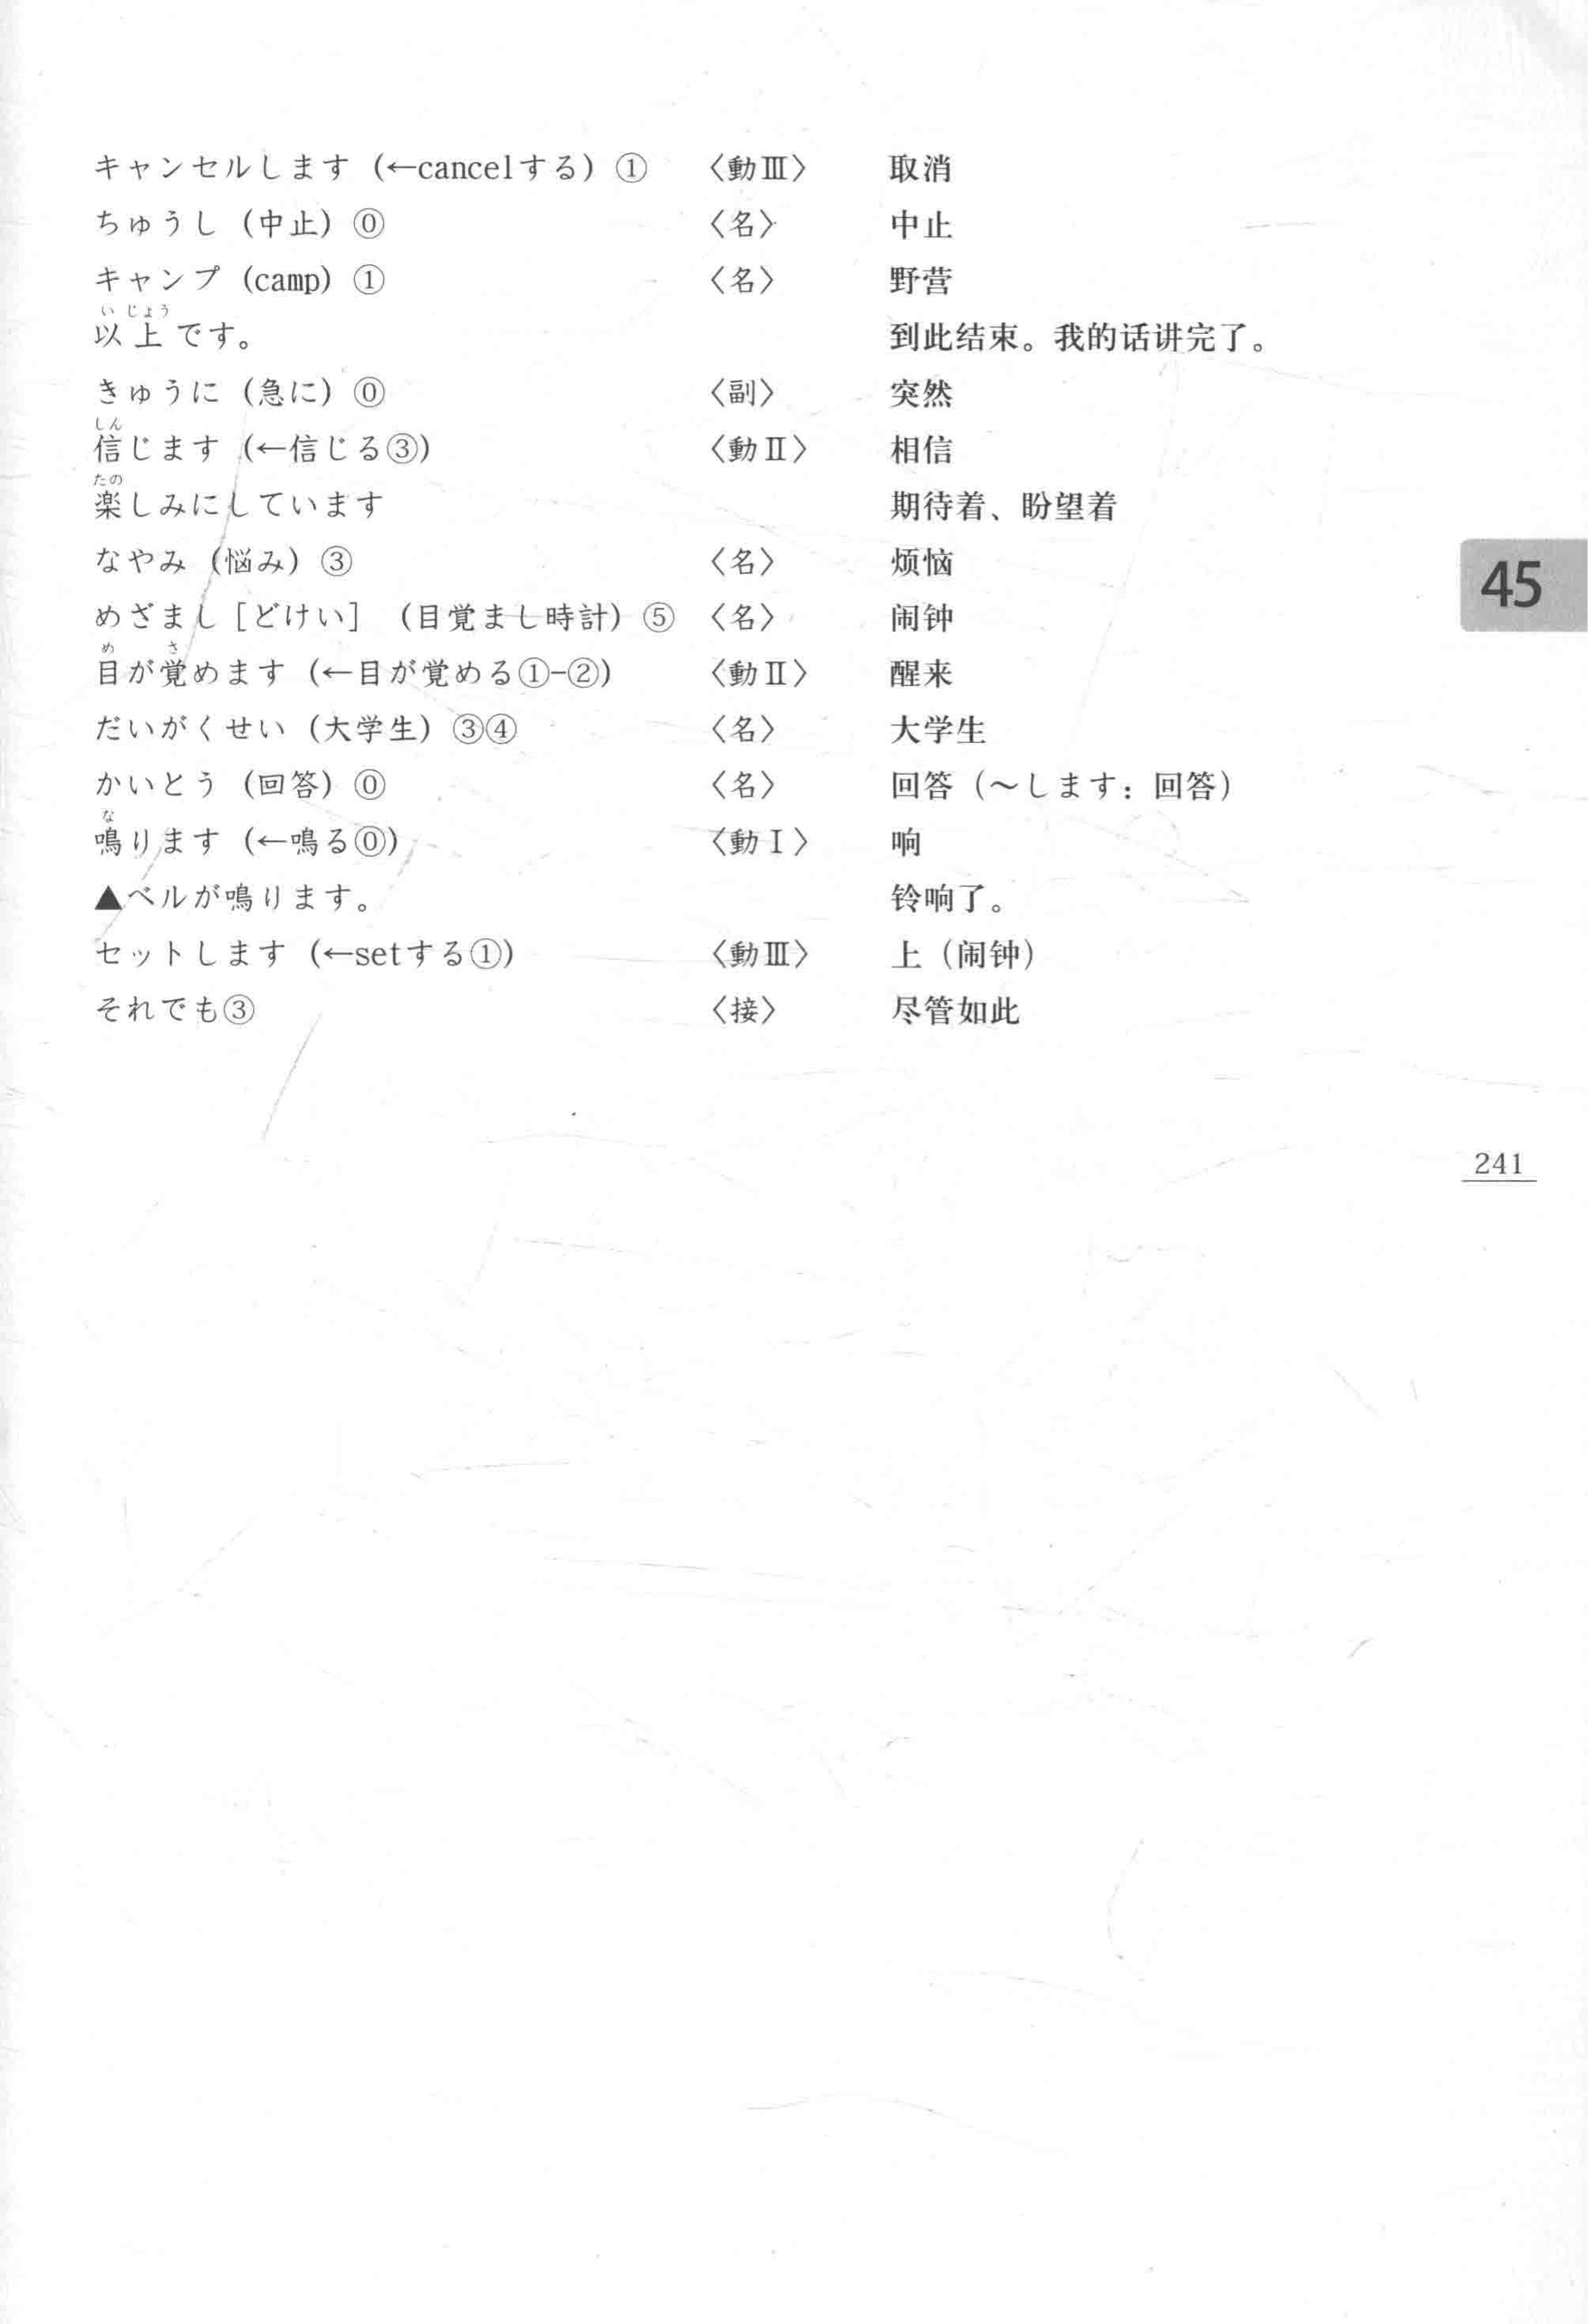 キャンセルします（←cancelする）① 〈動Ⅲ〉 取消
ちゅうし（中止）⓪ 〈名〉 中止
キャンプ（camp）① 〈名〉 野营
い じょう
以上です。 到此结束。我的话讲完了。
きゅうに（急に）⓪ 〈副〉 突然
しん
信じます（←信じる③） 〈動Ⅱ〉 相信
たの
楽しみにしています 期待着、盼望着
なやみ（悩み）③ 〈名〉 烦恼
めざまし［どけい］（目覚まし時計）⑤ 〈名〉 闹钟
め さ
目が覚めます（←目が覚める①-②） 〈動Ⅱ〉 醒来
だいがくせい（大学生）③④ 〈名〉 大学生
かいとう（回答）⓪ 〈名〉 回答（～します：回答）
な
鳴ります（←鳴る⓪） 〈動Ⅰ〉 响
▲ベルが鳴ります。 铃响了。
セットします（←setする①） 〈動Ⅲ〉 上（闹钟）
それでも③ 〈接〉 尽管如此
45
241